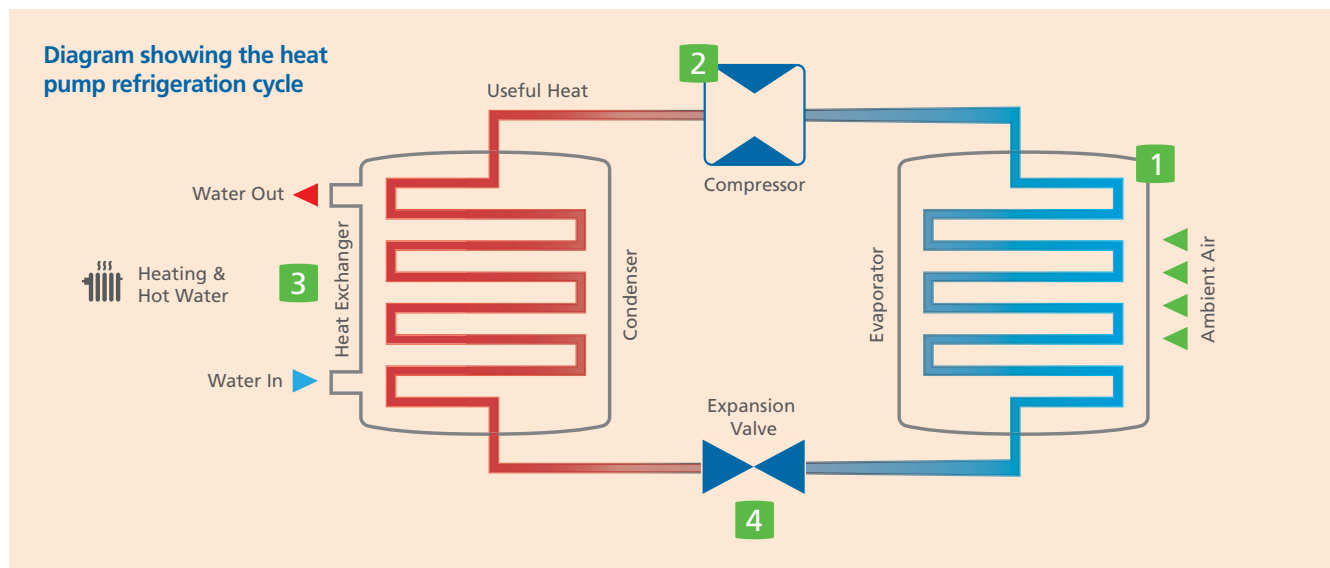 Diagram showing the heat
pump refrigeration cycle
Useful Heat
2
Compressor
1
Water Out
Heating &
Hot Water
3
Heat Exchanger
Condenser
Evaporator
Ambient Air
Water In
Expansion
Valve
4